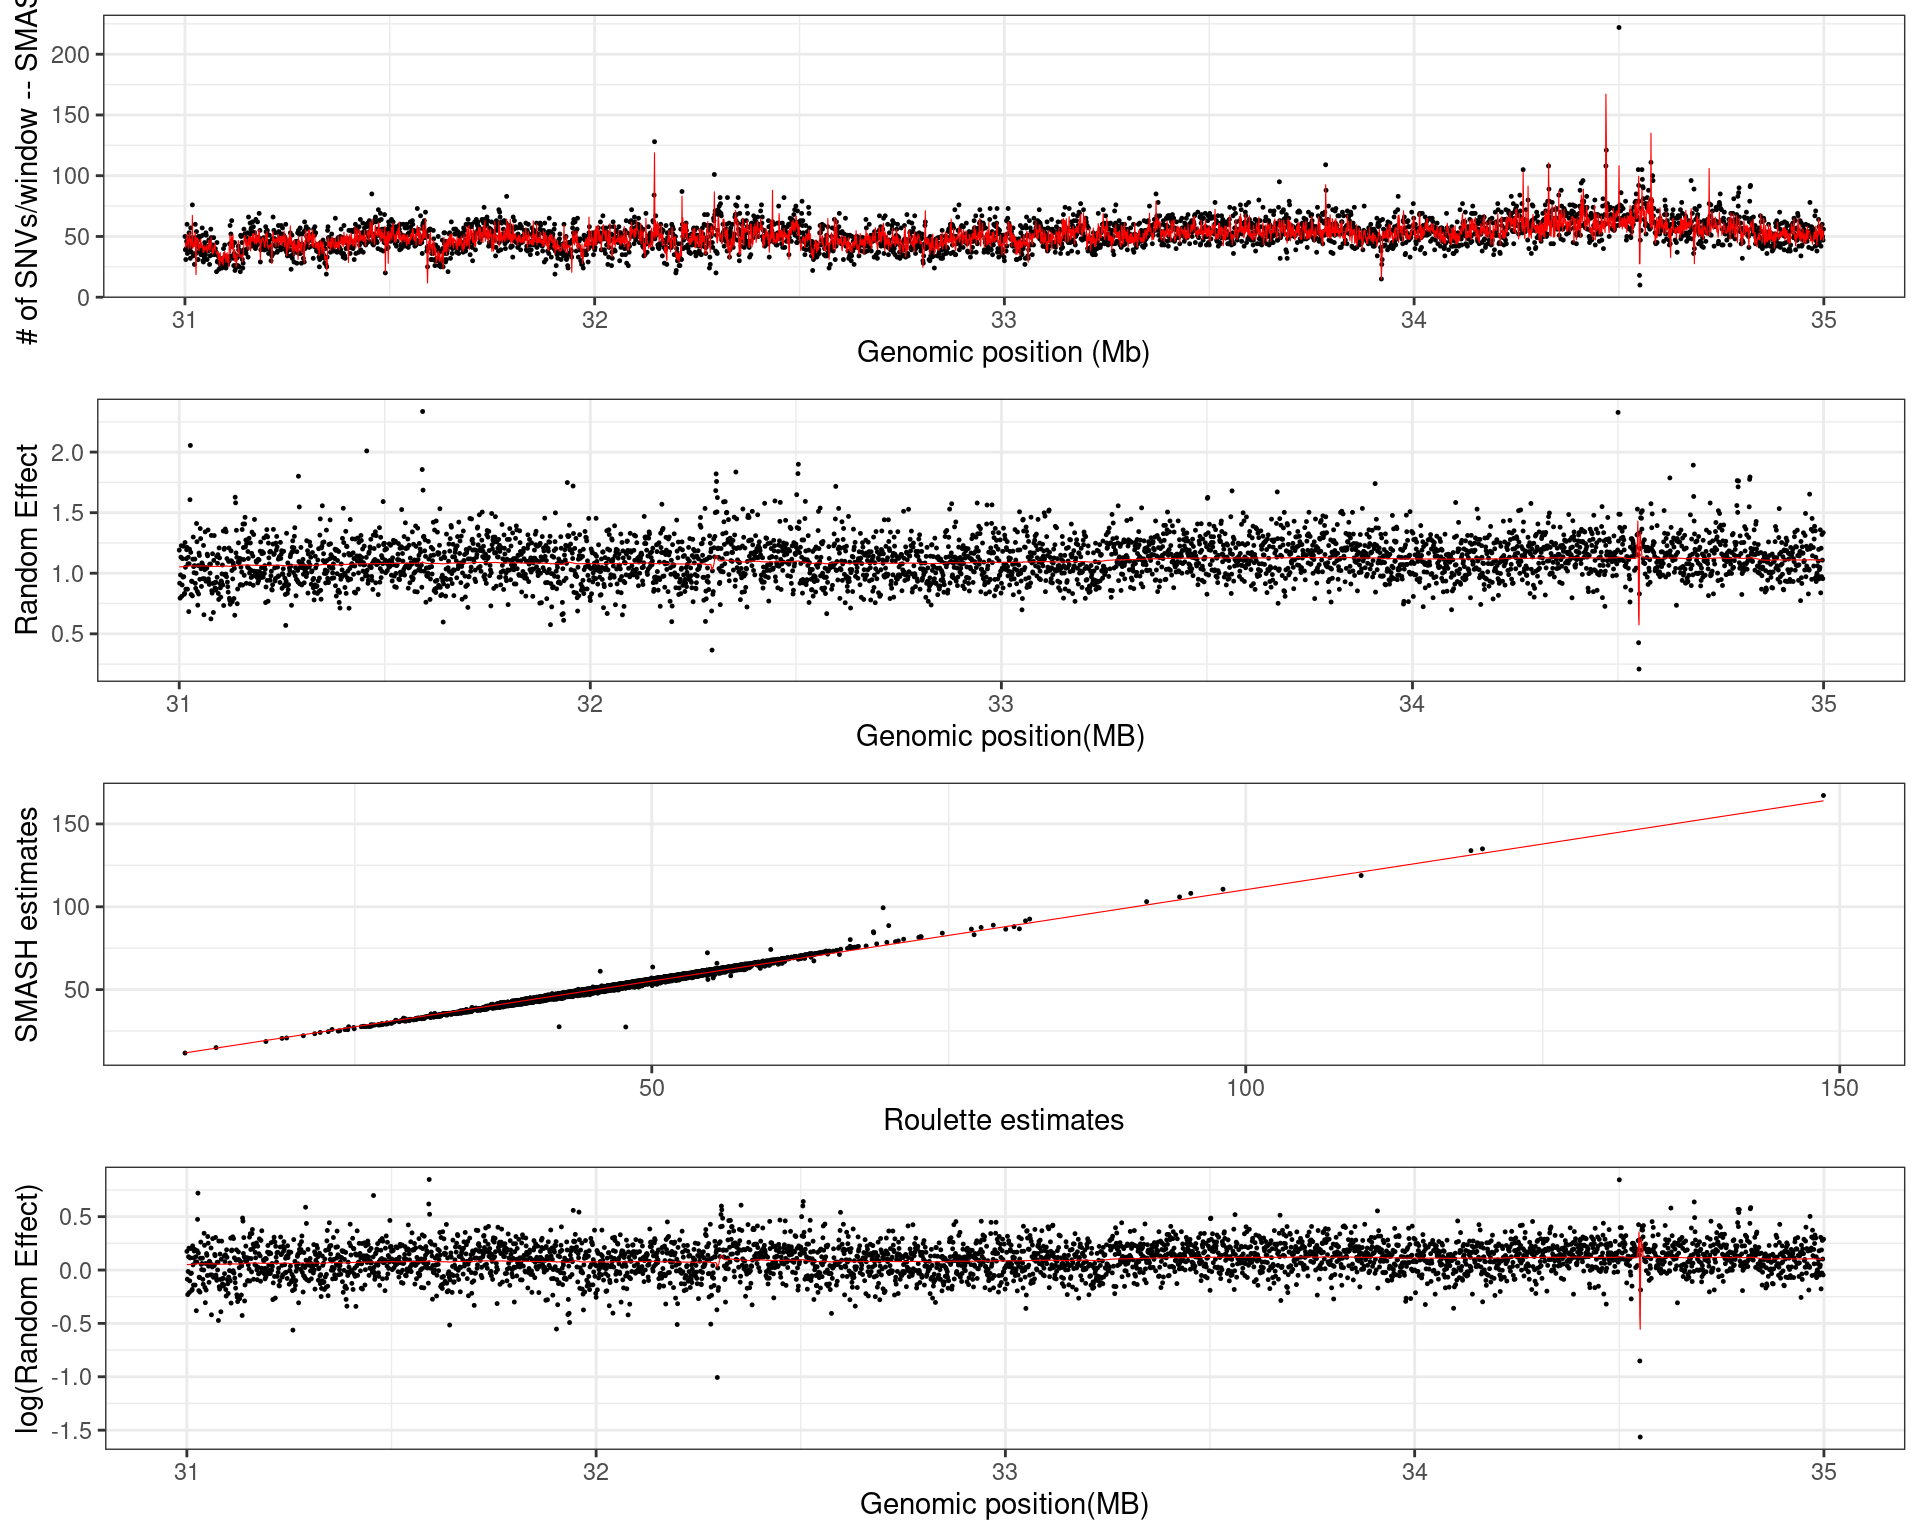 # of SNVs/window -- SMAS
200
150
100
50
0
31 32 33 34 35
Genomic position (Mb)
Random Effect
2.0
1.5
1.0
0.5
31 32 33 34 35
Genomic position(MB)
SMASH estimates
150
100
50
50 100 150
Roulette estimates
log(Random Effect)
0.5
0.0
-0.5
-1.0
-1.5
31 32 33 34 35
Genomic position(MB)